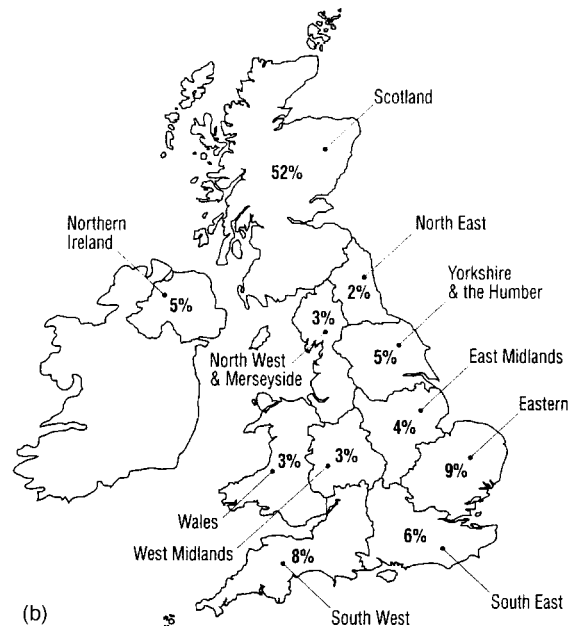 Scotland
52%
Northern
Ireland
5%
North East
2%
Yorkshire
& the Humber
3%
North West
& Merseyside
5%
East Midlands
4%
Eastern
9%
3%
Wales
3%
West Midlands
6%
South East
8%
South West
(b)